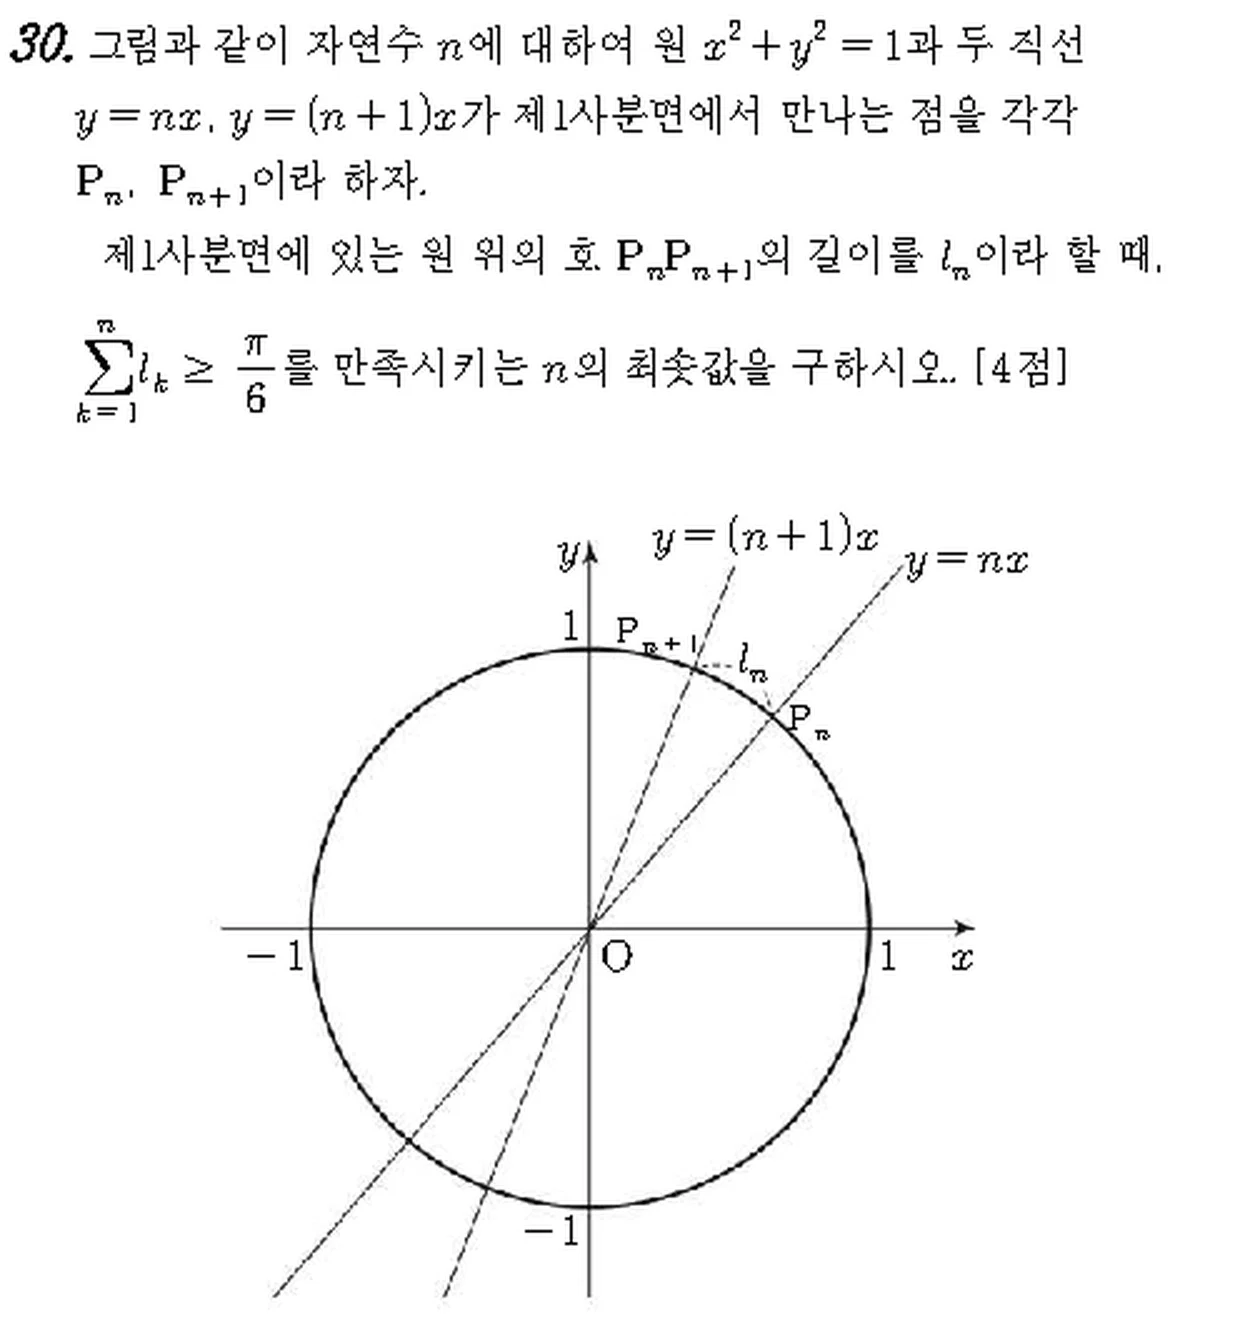 30. 그림과 같이 자연수 n에 대하여 원 x²+y²=1과 두 직선
y=nx, y=(n+1)x가 제1사분면에서 만나는 점을 각각
Pₙ, Pₙ₊₁이라 하자.
제1사분면에 있는 원 위의 호 PₙPₙ₊₁의 길이를 lₙ이라 할 때,
∑_{k=1}^{n} lₖ ≥ π/6 를 만족시키는 n의 최솟값을 구하시오. [4점]
y=(n+1)x
y y=nx
1 Pₙ₊₁ lₙ
Pₙ
-1 O 1 x
-1